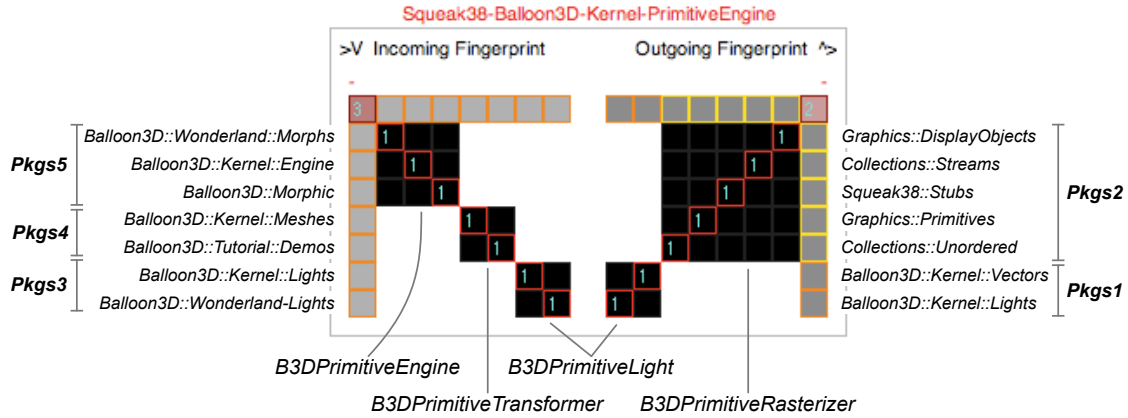 Squeak38-Balloon3D-Kernel-PrimitiveEngine
>V Incoming Fingerprint
Outgoing Fingerprint ^>
- -
3 2
Balloon3D::Wonderland::Morphs 1 1 Graphics::DisplayObjects
Pkgs5 Balloon3D::Kernel::Engine 1 1 Collections::Streams
Balloon3D::Morphic 1 1 Squeak38::Stubs Pkgs2
Balloon3D::Kernel::Meshes 1 1 Graphics::Primitives
Pkgs4
Balloon3D::Tutorial::Demos 1 1 Collections::Unordered
Balloon3D::Kernel::Lights 1 1 Balloon3D::Kernel::Vectors
Pkgs3 Pkgs1
Balloon3D::Wonderland-Lights 1 1 Balloon3D::Kernel::Lights
B3DPrimitiveEngine B3DPrimitiveLight
B3DPrimitiveTransformer B3DPrimitiveRasterizer